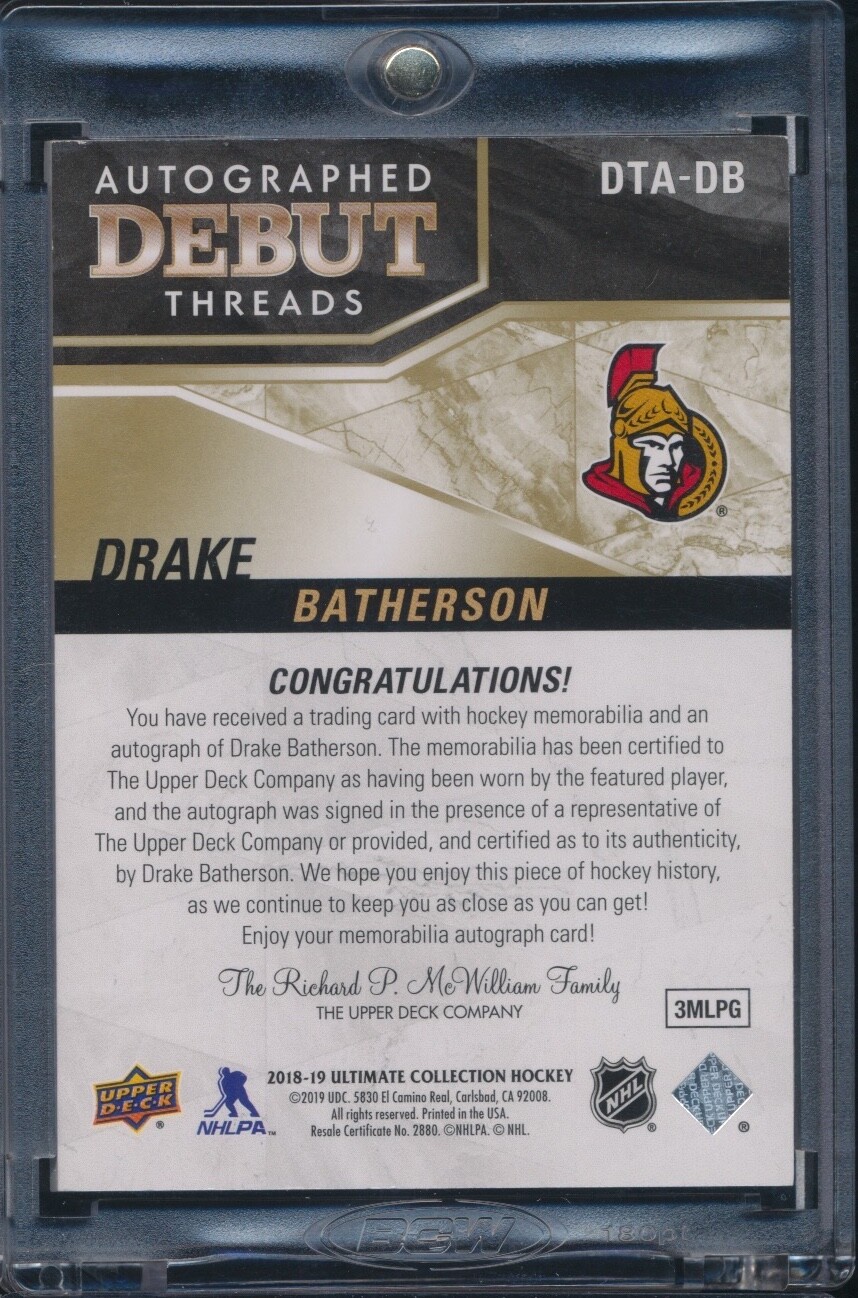 AUTOGRAPHED
DEBUT
THREADS
DTA-DB
®
DRAKE
BATHERSON
CONGRATULATIONS!
You have received a trading card with hockey memorabilia and an
autograph of Drake Batherson. The memorabilia has been certified to
The Upper Deck Company as having been worn by the featured player,
and the autograph was signed in the presence of a representative of
The Upper Deck Company or provided, and certified as to its authenticity,
by Drake Batherson. We hope you enjoy this piece of hockey history,
as we continue to keep you as close as you can get!
Enjoy your memorabilia autograph card!
The Richard P. McWilliam Family
THE UPPER DECK COMPANY
3MLPG
UPPER
D·E·C·K
®
NHLPA™
2018-19 ULTIMATE COLLECTION HOCKEY
©2019 UDC. 5830 El Camino Real, Carlsbad, CA 92008.
All rights reserved. Printed in the USA.
Resale Certificate No. 2880. ©NHLPA. © NHL.
NHL
®
®
BCW
180pt